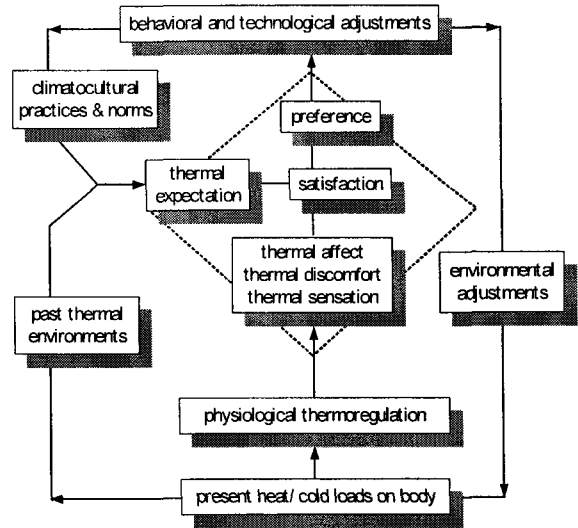 behavioral and technological adjustments
climatocultural
practices & norms
preference
thermal
expectation
satisfaction
thermal affect
thermal discomfort
thermal sensation
environmental
adjustments
past thermal
environments
physiological thermoregulation
present heat/ cold loads on body